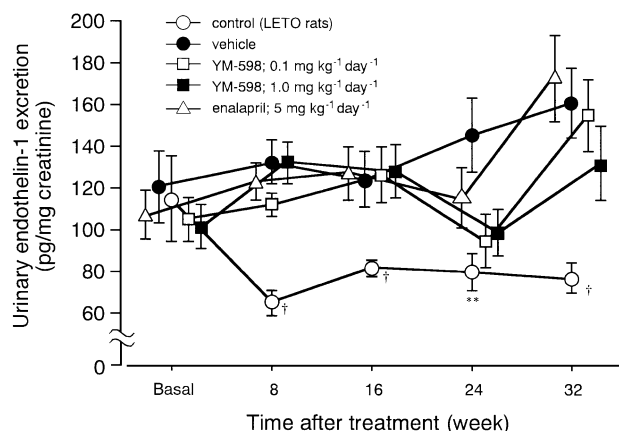 control (LETO rats)
vehicle
YM-598; 0.1 mg kg⁻¹ day⁻¹
YM-598; 1.0 mg kg⁻¹ day⁻¹
enalapril; 5 mg kg⁻¹ day⁻¹
Urinary endothelin-1 excretion
(pg/mg creatinine)
200
180
160
140
120
100
80
60
0
†
†
**
†
Basal 8 16 24 32
Time after treatment (week)